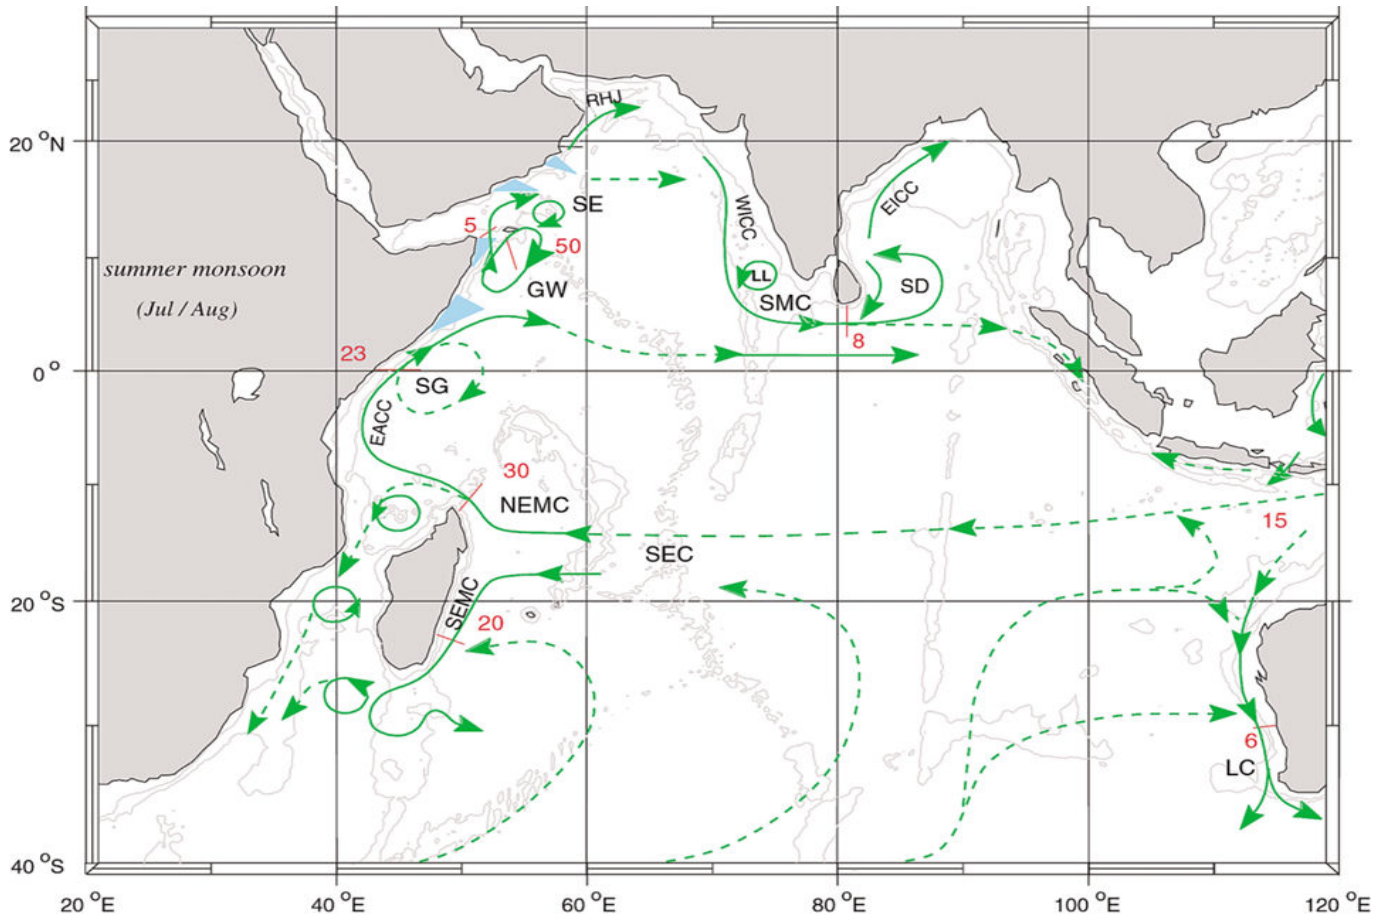 RHJ
20 °N
SE
WICC
EICC
5
50
summer monsoon
(Jul / Aug)
GW
LL
SMC
SD
8
23
0 °
SG
EACC
30
NEMC
15
SEC
SEMC
20 °S
20
6
LC
40 °S
20 °E
40 °E
60 °E
80 °E
100 °E
120 °E